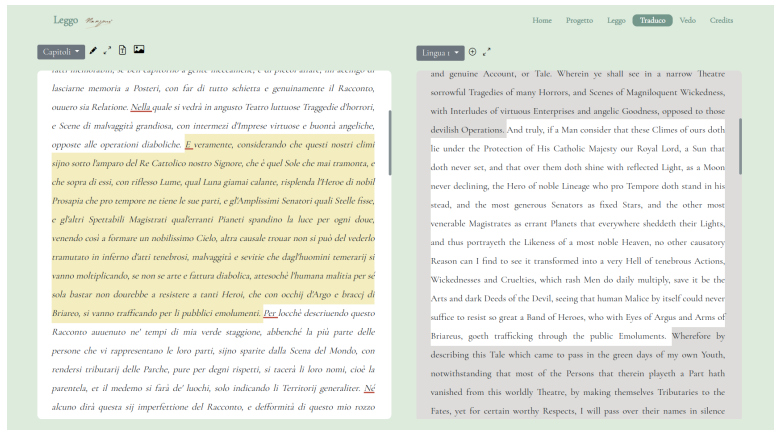 Leggo Manzoni
Home Progetto Leggo Traduco Vedo Credits
Capitoli
lasciarne memoria a Posteri, con far di tutto schietta e genuinamente il Racconto,
ouuero sia Relatione. Nella quale si vedrà in angusto Teatro luttuose Traggedie d'horrori,
e Scene di malvaggità grandiosa, con intermezi d'Imprese virtuose e buontà angeliche,
opposte alle operationi diaboliche. E veramente, considerando che questi nostri climi
sijno sotto l'amparo del Re Cattolico nostro Signore, che è quel Sole che mai tramonta, e
che sopra di essi, con riflesso Lume, qual Luna giamai calante, risplenda l'Heroe di nobil
Prosapia che pro tempore ne tiene le sue parti, e gl'Amplissimi Senatori quali Stelle fisse,
e gl'altri Spettabili Magistrati qual'erranti Pianeti spandino la luce per ogni doue,
venendo così a formare un nobilissimo Cielo, altra causale trouar non si può del vederlo
tramutato in inferno d'atti tenebrosi, malvaggità e sevitie che dagl'huomini temerarij si
vanno moltiplicando, se non se arte e fattura diabolica, attesochè l'humana malitia per sè
sola bastar non dourebbe a resistere a tanti Heroi, che con occhij d'Argo e braccj di
Briareo, si vanno trafficando per li pubblici emolumenti. Per locchè descriuendo questo
Racconto auuenuto ne' tempi di mia verde staggione, abbenchè la più parte delle
persone che vi rappresentano le loro parti, sijno sparite dalla Scena del Mondo, con
rendersi tributarij delle Parche, pure per degni rispetti, si tacerà li loro nomi, cioè la
parentela, et il medemo si farà de' luochi, solo indicando li Territorij generaliter. Né
alcuno dirà questa sij imperfettione del Racconto, e defformità di questo mio rozzo
Lingua 1
and genuine Account, or Tale. Wherein ye shall see in a narrow Theatre
sorrowful Tragedies of many Horrors, and Scenes of Magniloquent Wickedness,
with Interludes of virtuous Enterprises and angelic Goodness, opposed to those
devilish Operations. And truly, if a Man consider that these Climes of ours doth
lie under the Protection of His Catholic Majesty our Royal Lord, a Sun that
doth never set, and that over them doth shine with reflected Light, as a Moon
never declining, the Hero of noble Lineage who pro Tempore doth stand in his
stead, and the most generous Senators as fixed Stars, and the other most
venerable Magistrates as errant Planets that everywhere sheddeth their Lights,
and thus portrayeth the Likeness of a most noble Heaven, no other causatory
Reason can I find to see it transformed into a very Hell of tenebrous Actions,
Wickednesses and Cruelties, which rash Men do daily multiply, save it be the
Arts and dark Deeds of the Devil, seeing that human Malice by itself could never
suffice to resist so great a Band of Heroes, who with Eyes of Argus and Arms of
Briareus, goeth trafficking through the public Emoluments. Wherefore by
describing this Tale which came to pass in the green days of my own Youth,
notwithstanding that most of the Persons that therein playeth a Part hath
vanished from this worldly Theatre, by making themselves Tributaries to the
Fates, yet for certain worthy Respects, I will pass over their names in silence